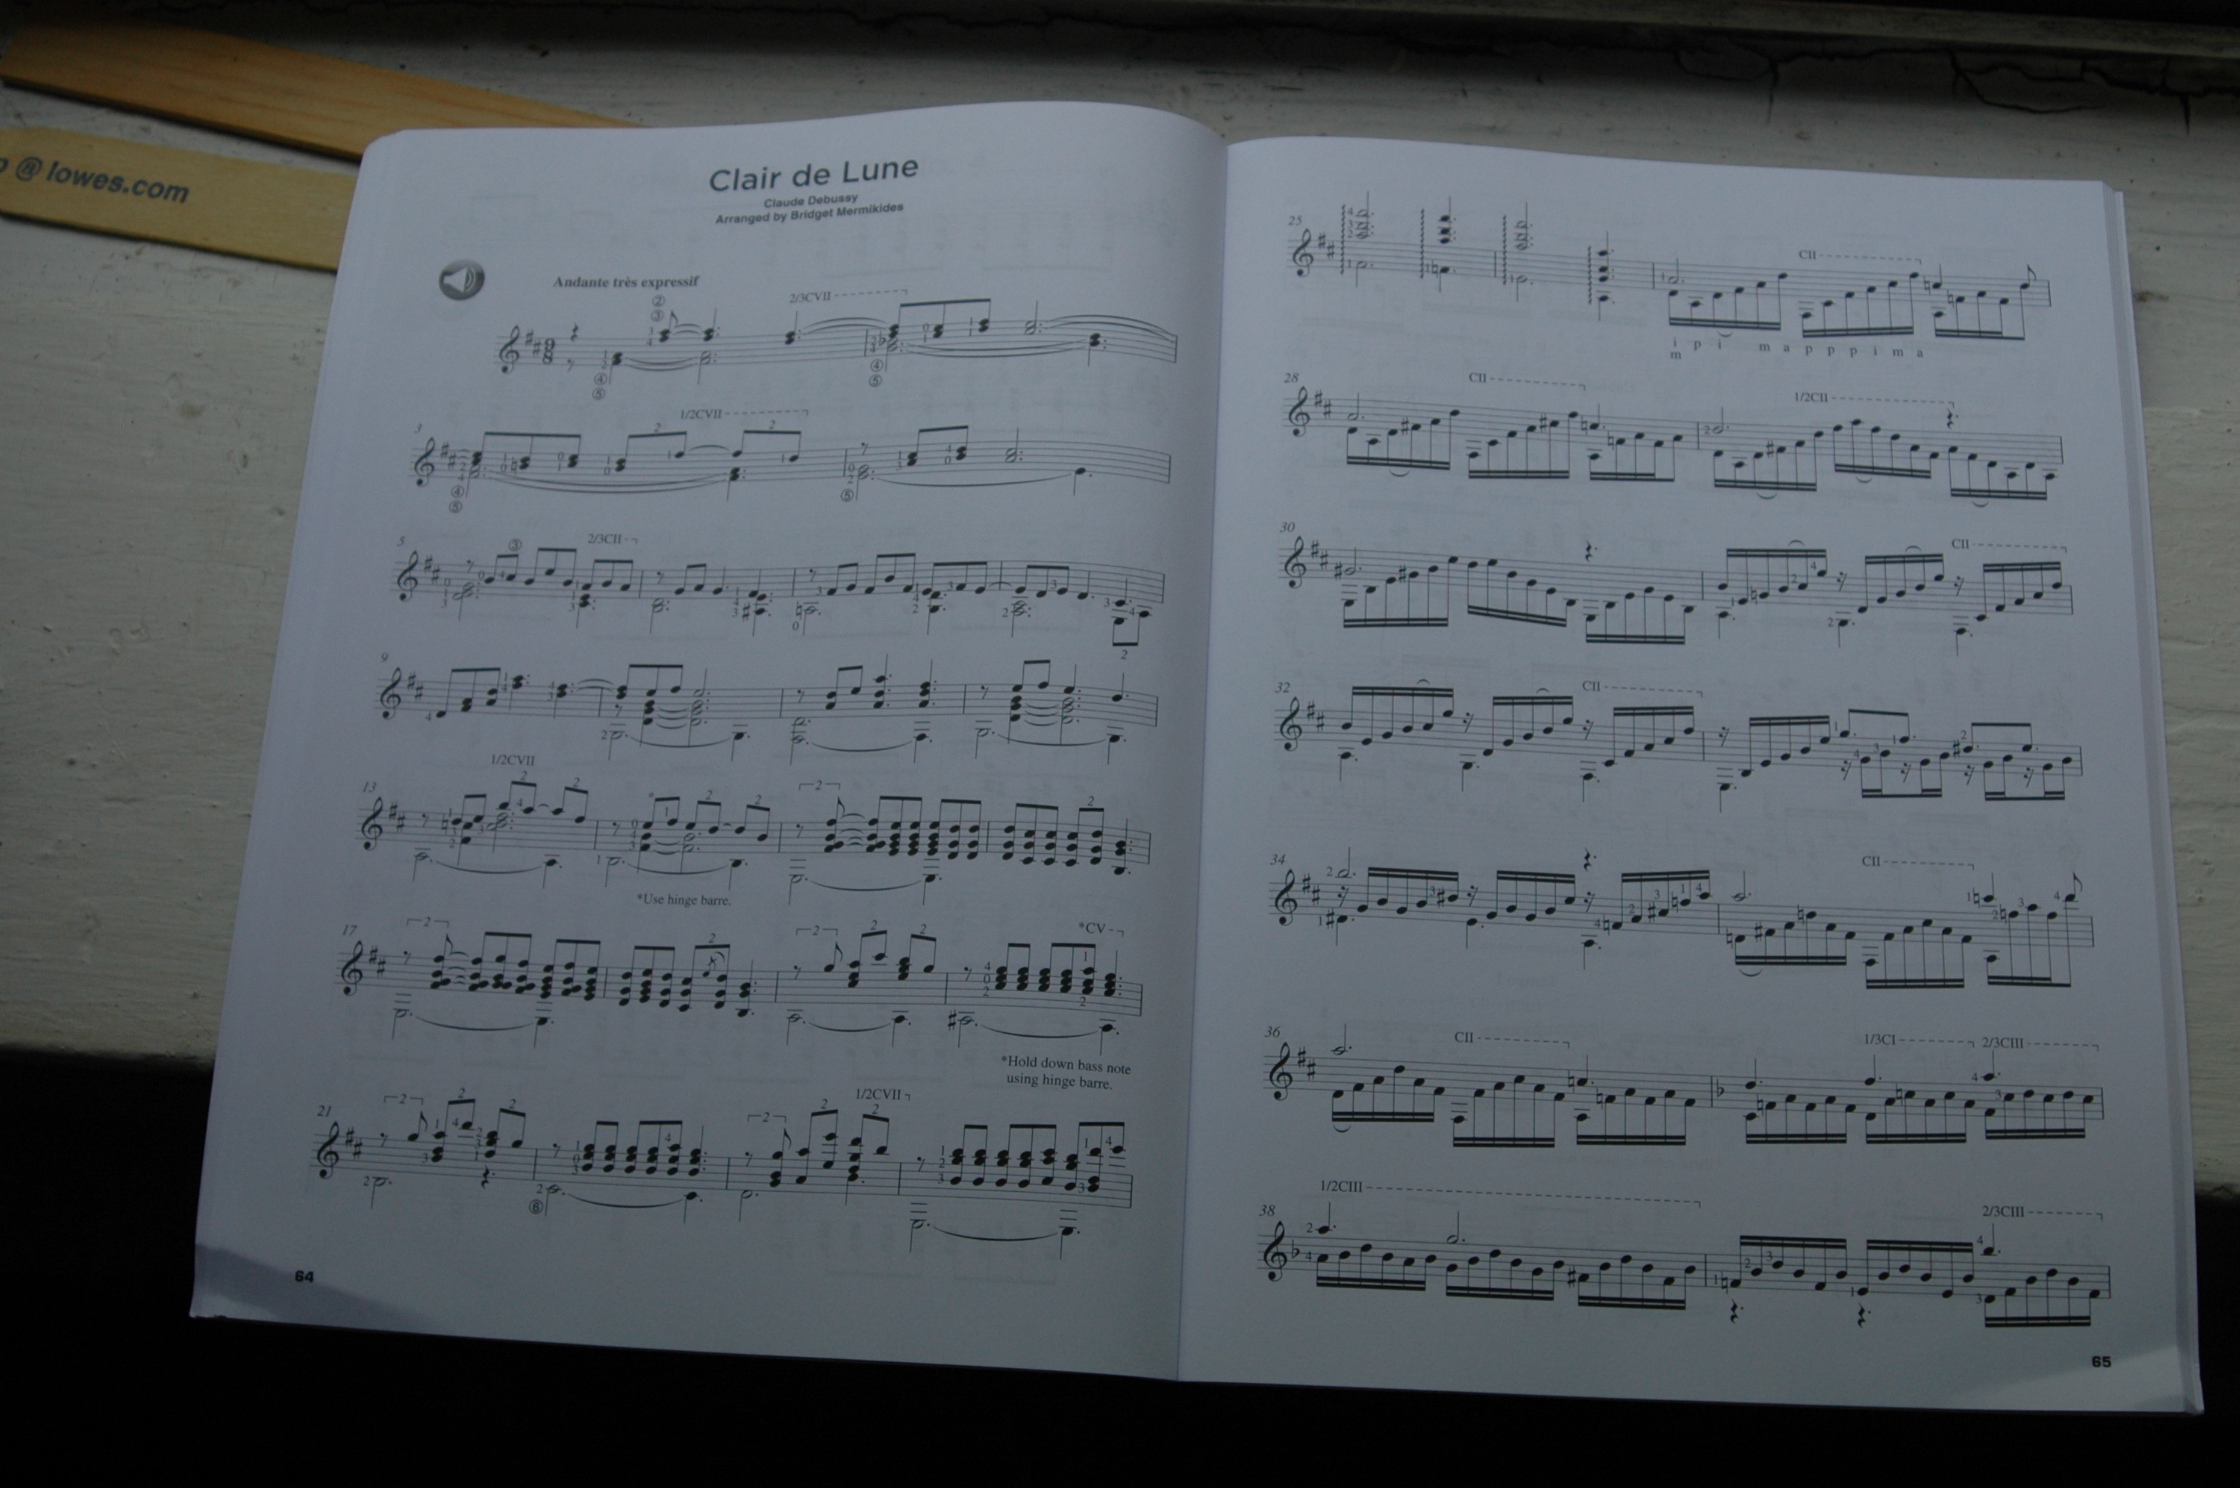 @ lowes.com
Clair de Lune
Claude Debussy
Arranged by Bridget Mermikides
Andante très expressif
2/3CVII
3
1/2CVII
5
2/3CII
9
13
1/2CVII
*Use hinge barre.
17
*CV
*Hold down bass note
using hinge barre.
21
1/2CVII
64
25
CII
i p i m a p p p i m a
m
28
CII
1/2CII
30
CII
32
CII
34
CII
36
CII
1/3CI
2/3CIII
38
1/2CIII
2/3CIII
65